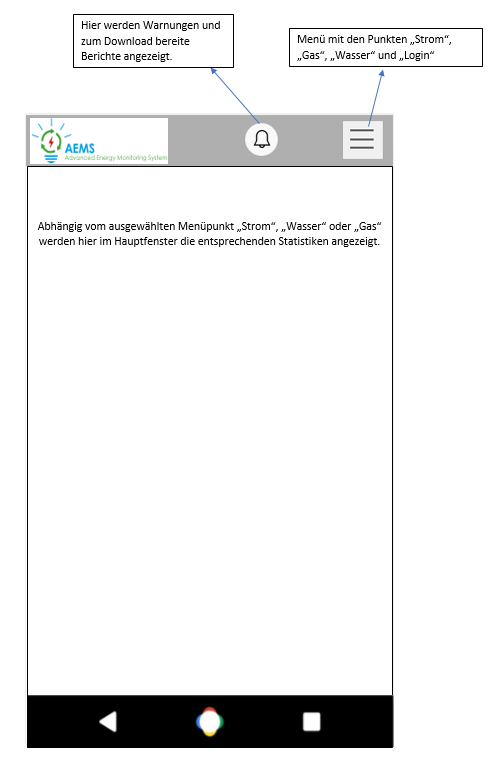 Hier werden Warnungen und
zum Download bereite
Berichte angezeigt.
Menü mit den Punkten „Strom“,
„Gas“, „Wasser“ und „Login“
AEMS
Advanced Energy Monitoring System
Abhängig vom ausgewählten Menüpunkt „Strom“, „Wasser“ oder „Gas“
werden hier im Hauptfenster die entsprechenden Statistiken angezeigt.